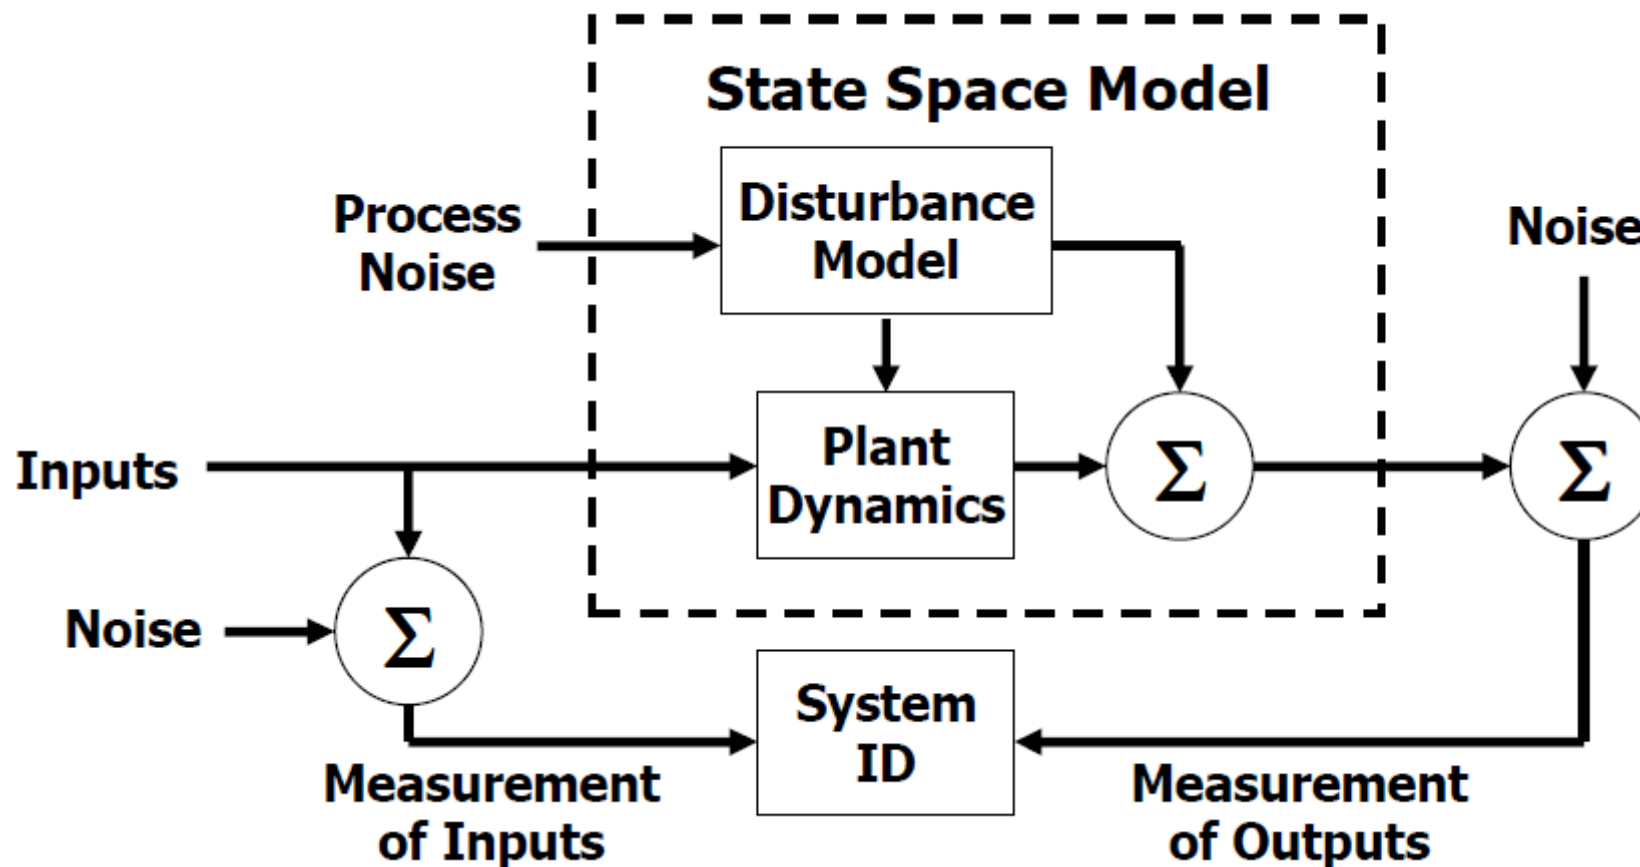 State Space Model
Process
Noise
Disturbance
Model
Noise
Inputs
Plant
Dynamics
Σ
Σ
Noise
Σ
System
ID
Measurement
of Inputs
Measurement
of Outputs